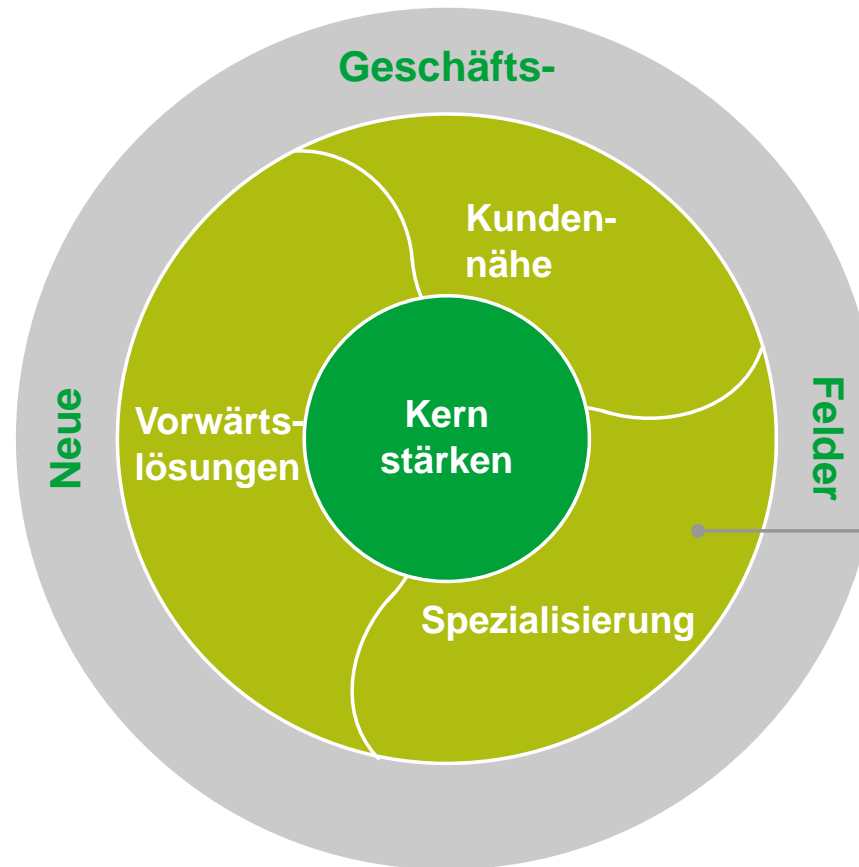 Neue
Geschäfts-
Felder
Kunden-
nähe
Vorwärts-
lösungen
Kern
stärken
Spezialisierung